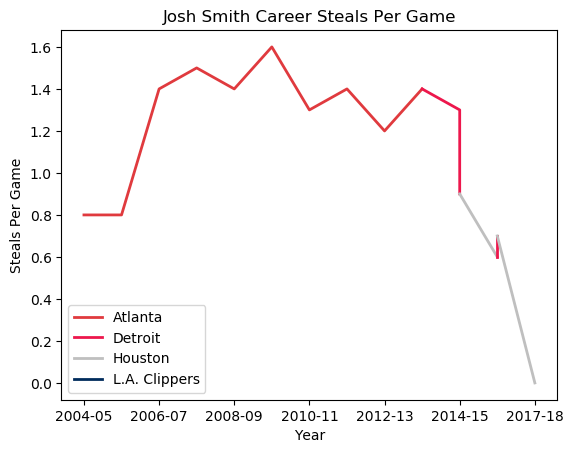 Josh Smith Career Steals Per Game
1.6
1.4
1.2
1.0
0.8
0.6
0.4
0.2
0.0
Steals Per Game
Atlanta
Detroit
Houston
L.A. Clippers
2004-05 2006-07 2008-09 2010-11 2012-13 2014-15 2017-18
Year